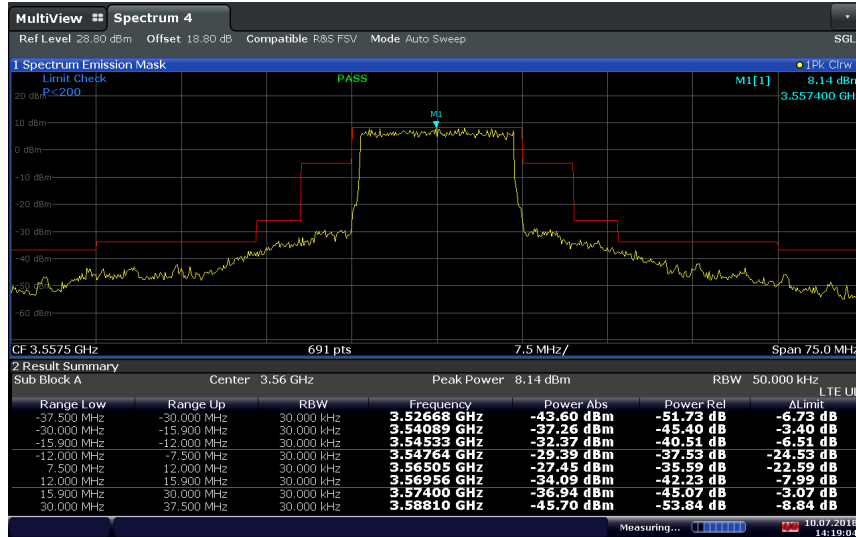 MultiView Spectrum 4
Ref Level 28.80 dBm Offset 18.80 dB Compatible R&S FSV Mode Auto Sweep
SGL
1 Spectrum Emission Mask 1Pk Clrw
Limit Check PASS M1[1] 8.14 dBm
P<200 3.557400 GH
20 dBm
M1
10 dBm
0 dBm
-10 dBm
-20 dBm
-30 dBm
-40 dBm
-50 dBm
-60 dBm
CF 3.5575 GHz 691 pts 7.5 MHz/ Span 75.0 MHz
2 Result Summary
Sub Block A Center 3.56 GHz Peak Power 8.14 dBm RBW 50.000 kHz
LTE UL
Range Low Range Up RBW Frequency Power Abs Power Rel ΔLimit
-37.500 MHz -30.000 MHz 30.000 kHz 3.52668 GHz -43.60 dBm -51.73 dB -6.73 dB
-30.000 MHz -15.900 MHz 30.000 kHz 3.54089 GHz -37.26 dBm -45.40 dB -3.40 dB
-15.900 MHz -12.000 MHz 30.000 kHz 3.54533 GHz -32.37 dBm -40.51 dB -6.51 dB
-12.000 MHz -7.500 MHz 30.000 kHz 3.54764 GHz -29.39 dBm -37.53 dB -24.53 dB
7.500 MHz 12.000 MHz 30.000 kHz 3.56505 GHz -27.45 dBm -35.59 dB -22.59 dB
12.000 MHz 15.900 MHz 30.000 kHz 3.56956 GHz -34.09 dBm -42.23 dB -7.99 dB
15.900 MHz 30.000 MHz 30.000 kHz 3.57400 GHz -36.94 dBm -45.07 dB -3.07 dB
30.000 MHz 37.500 MHz 30.000 kHz 3.58810 GHz -45.70 dBm -53.84 dB -8.84 dB
Measuring... 10.07.2018
14:19:04